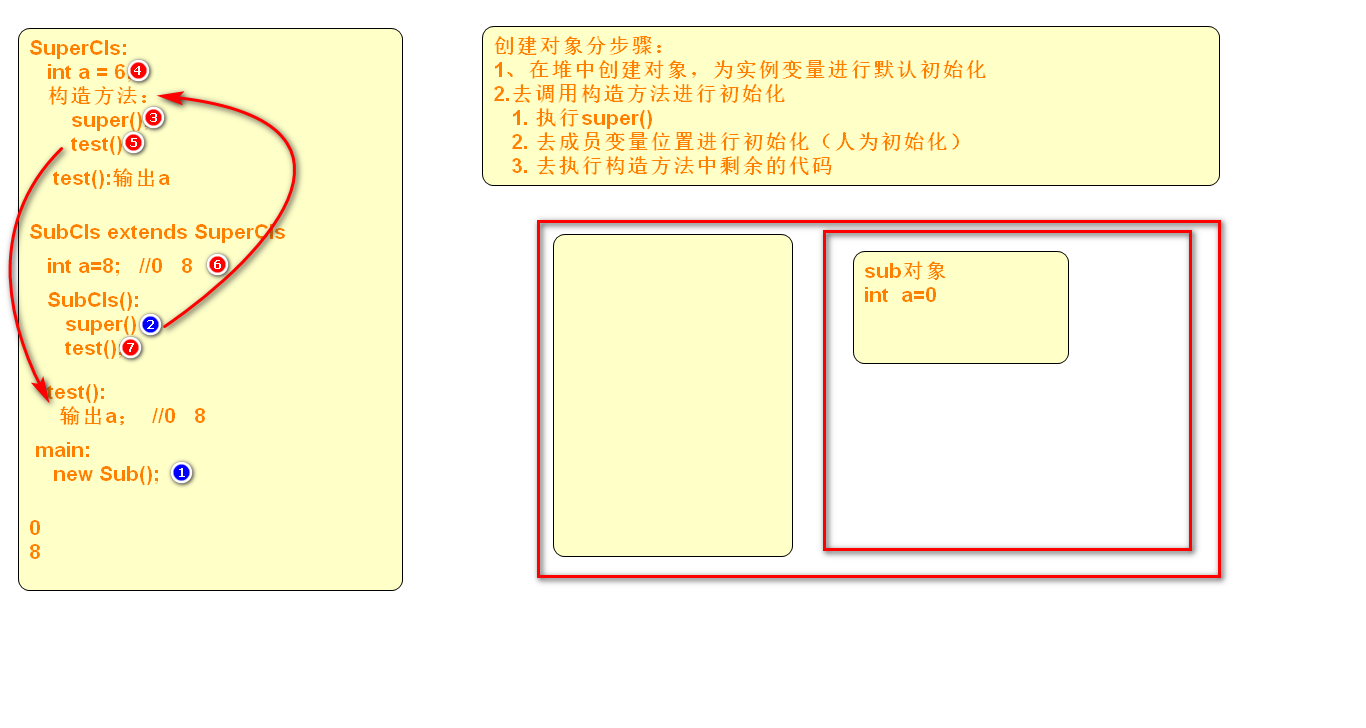 SuperCls:
int a = 6; 4
构造方法：
super(); 3
test() 5
test():输出a
SubCls extends SuperCls
int a=8; //0 8 6
SubCls():
super() 2
test(); 7
test():
输出a； //0 8
main:
new Sub(); 1
0
8
创建对象分步骤：
1、在堆中创建对象，为实例变量进行默认初始化
2.去调用构造方法进行初始化
1. 执行super()
2. 去成员变量位置进行初始化（人为初始化）
3. 去执行构造方法中剩余的代码
sub对象
int a=0